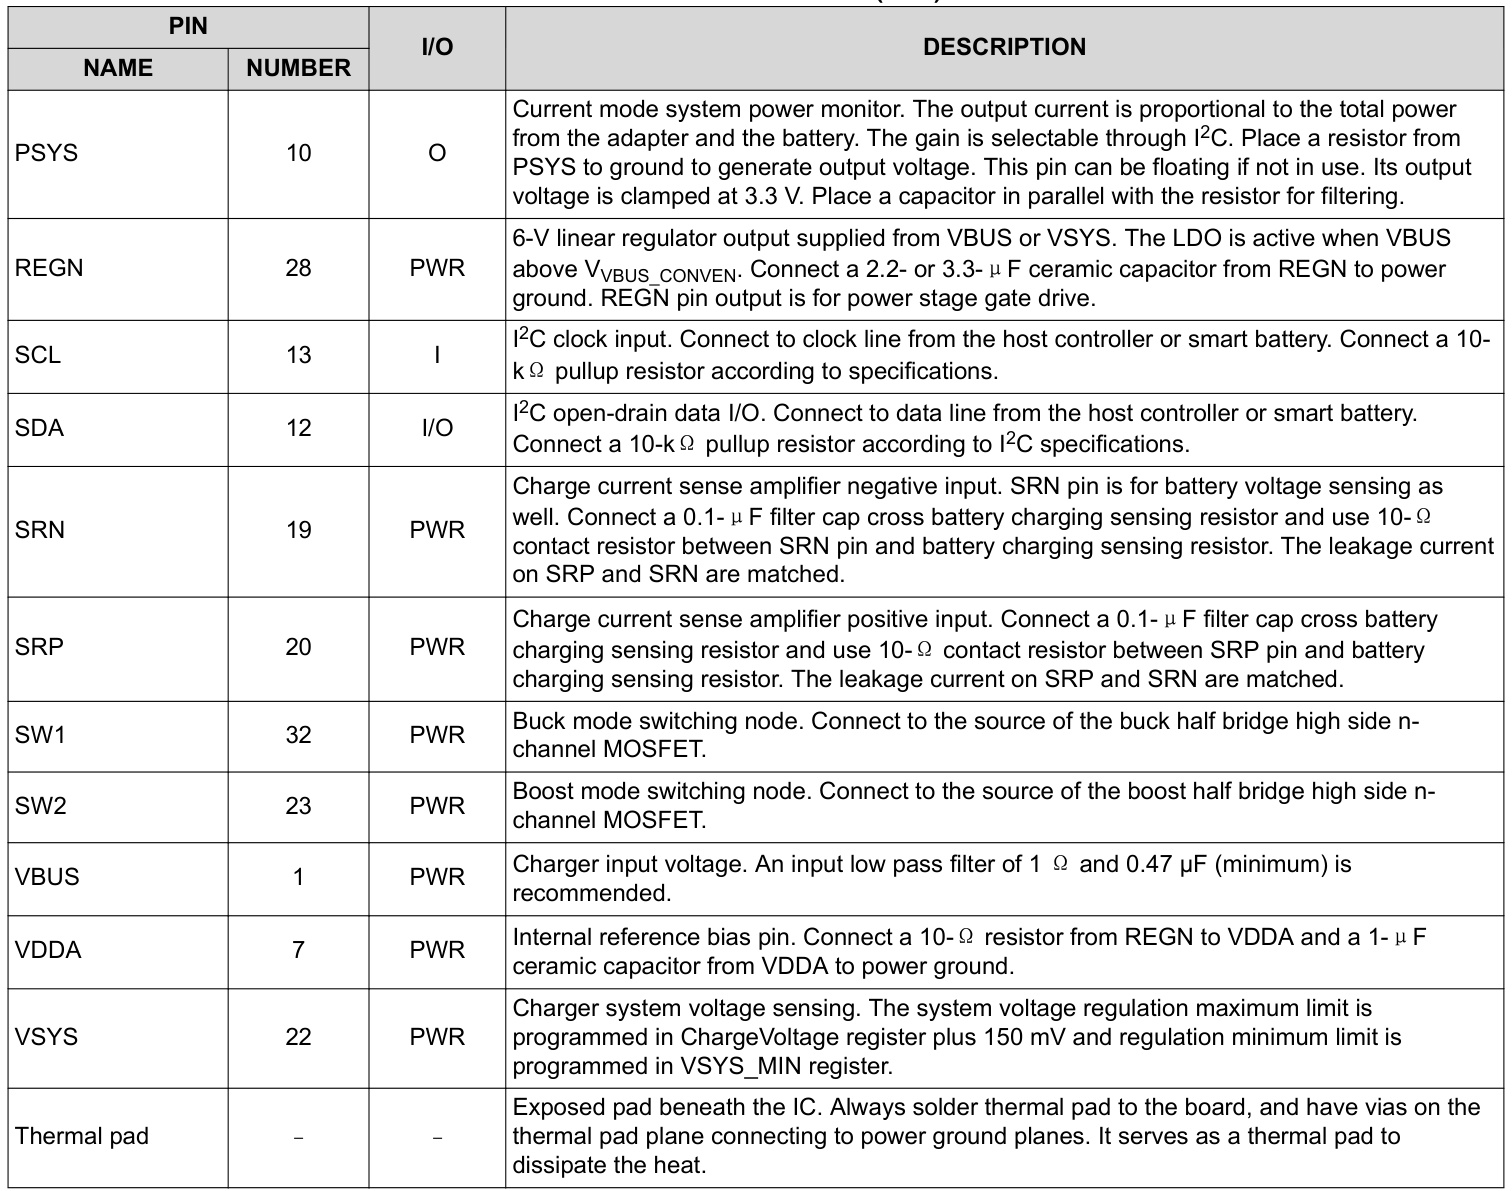 PIN
I/O
DESCRIPTION
NAME
NUMBER
PSYS
10
O
Current mode system power monitor. The output current is proportional to the total power
from the adapter and the battery. The gain is selectable through I²C. Place a resistor from
PSYS to ground to generate output voltage. This pin can be floating if not in use. Its output
voltage is clamped at 3.3 V. Place a capacitor in parallel with the resistor for filtering.
REGN
28
PWR
6-V linear regulator output supplied from VBUS or VSYS. The LDO is active when VBUS
above VVBUS_CONVEN. Connect a 2.2- or 3.3- μ F ceramic capacitor from REGN to power
ground. REGN pin output is for power stage gate drive.
SCL
13
I
I²C clock input. Connect to clock line from the host controller or smart battery. Connect a 10-
k Ω pullup resistor according to specifications.
SDA
12
I/O
I²C open-drain data I/O. Connect to data line from the host controller or smart battery.
Connect a 10-k Ω pullup resistor according to I²C specifications.
SRN
19
PWR
Charge current sense amplifier negative input. SRN pin is for battery voltage sensing as
well. Connect a 0.1- μ F filter cap cross battery charging sensing resistor and use 10- Ω
contact resistor between SRN pin and battery charging sensing resistor. The leakage current
on SRP and SRN are matched.
SRP
20
PWR
Charge current sense amplifier positive input. Connect a 0.1- μ F filter cap cross battery
charging sensing resistor and use 10- Ω contact resistor between SRP pin and battery
charging sensing resistor. The leakage current on SRP and SRN are matched.
SW1
32
PWR
Buck mode switching node. Connect to the source of the buck half bridge high side n-
channel MOSFET.
SW2
23
PWR
Boost mode switching node. Connect to the source of the boost half bridge high side n-
channel MOSFET.
VBUS
1
PWR
Charger input voltage. An input low pass filter of 1 Ω and 0.47 µF (minimum) is
recommended.
VDDA
7
PWR
Internal reference bias pin. Connect a 10- Ω resistor from REGN to VDDA and a 1- μ F
ceramic capacitor from VDDA to power ground.
VSYS
22
PWR
Charger system voltage sensing. The system voltage regulation maximum limit is
programmed in ChargeVoltage register plus 150 mV and regulation minimum limit is
programmed in VSYS_MIN register.
Thermal pad
–
–
Exposed pad beneath the IC. Always solder thermal pad to the board, and have vias on the
thermal pad plane connecting to power ground planes. It serves as a thermal pad to
dissipate the heat.